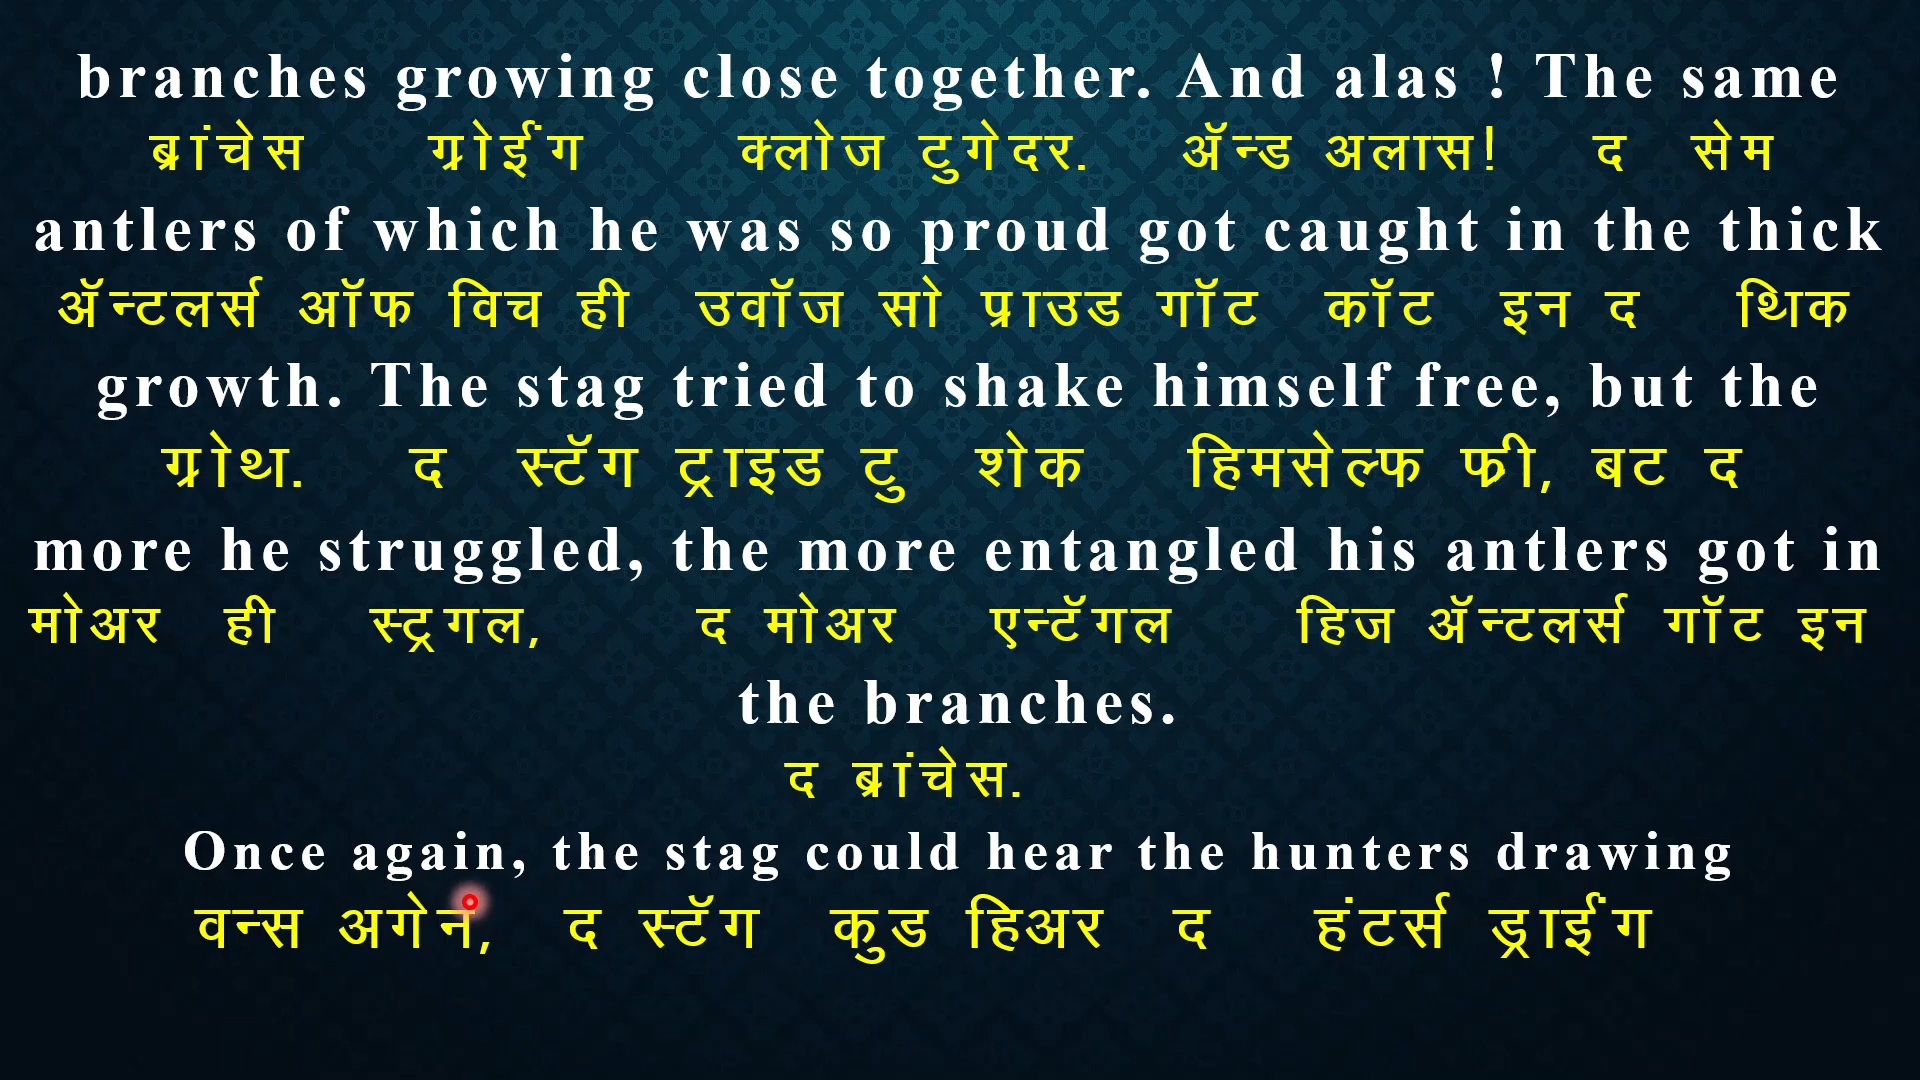 branches growing close together. And alas ! The same
ब्रांचेस ग्रोईंग क्लोज टुगेदर. ॲन्ड अलास! द सेम
antlers of which he was so proud got caught in the thick
ॲन्टलर्स ऑफ विच ही उवॉज सो प्राउड गॉट कॉट इन द थिक
growth. The stag tried to shake himself free, but the
ग्रोथ. द स्टॅग ट्राइड टु शेक हिमसेल्फ फ्री, बट द
more he struggled, the more entangled his antlers got in
मोअर ही स्ट्रगल, द मोअर एन्टॅगल हिज ॲन्टलर्स गॉट इन
the branches.
द ब्रांचेस.
Once again, the stag could hear the hunters drawing
वन्स अगेन, द स्टॅग कुड हिअर द हंटर्स ड्राईंग